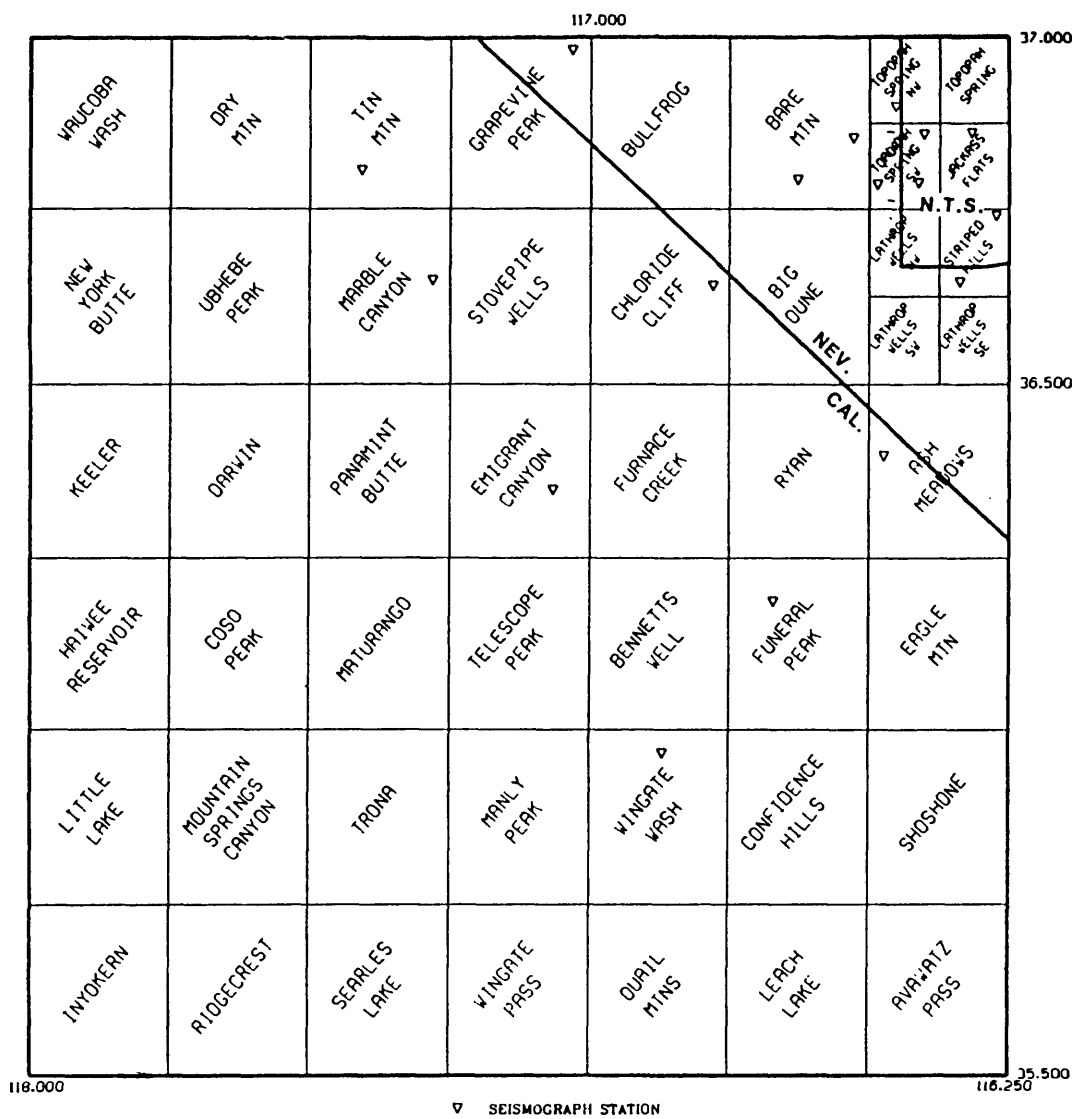 117.000
37.000
WAUCOBA
WASH
DRY
MTN
TIN
MTN
GRAPEVINE
PEAK
BULLFROG
BARE
MTN
TOPOPAH
SPRING
NW
TOPOPAH
SPRING
TOPOPAH
SPRING
SW
JACKASS
FLATS
N.T.S.
NEW
YORK
BUTTE
UBHEBE
PEAK
MARBLE
CANYON
STOVEPIPE
WELLS
CHLORIDE
CLIFF
BIG
DUNE
LATHROP
WELLS
NW
STRIPED
HILLS
LATHROP
WELLS
SW
LATHROP
WELLS
SE
NEV.
CAL.
36.500
KEELER
DARWIN
PANAMINT
BUTTE
EMIGRANT
CANYON
FURNACE
CREEK
RYAN
ASH
MEADOWS
HAIWEE
RESERVOIR
COSO
PEAK
MATURANGO
TELESCOPE
PEAK
BENNETTS
WELL
FUNERAL
PEAK
EAGLE
MTN
LITTLE
LAKE
MOUNTAIN
SPRINGS
CANYON
TRONA
MANLY
PEAK
WINGATE
WASH
CONFIDENCE
HILLS
SHOSHONE
INYOKERN
RIDGECREST
SEARLES
LAKE
WINGATE
PASS
QUAIL
MTNS
LEACH
LAKE
AVAWATZ
PASS
35.500
118.000
116.250
SEISMOGRAPH STATION